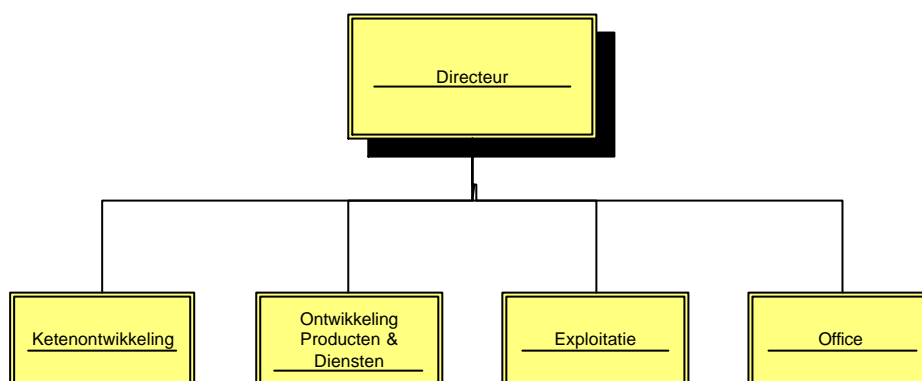 Directeur
Ketenontwikkeling
Ontwikkeling
Producten &
Diensten
Exploitatie
Office